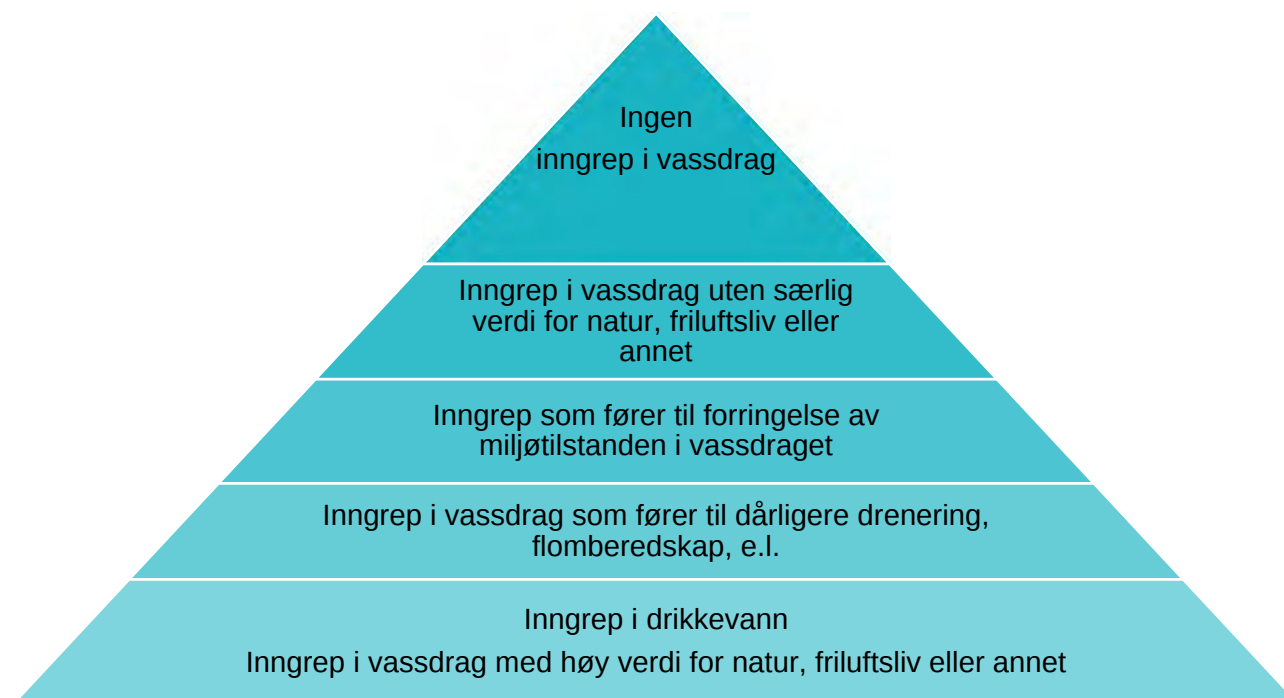 Ingen
inngrep i vassdrag
Inngrep i vassdrag uten særlig
verdi for natur, friluftsliv eller
annet
Inngrep som fører til forringelse av
miljøtilstanden i vassdraget
Inngrep i vassdrag som fører til dårligere drenering,
flomberedskap, e.l.
Inngrep i drikkevann
Inngrep i vassdrag med høy verdi for natur, friluftsliv eller annet